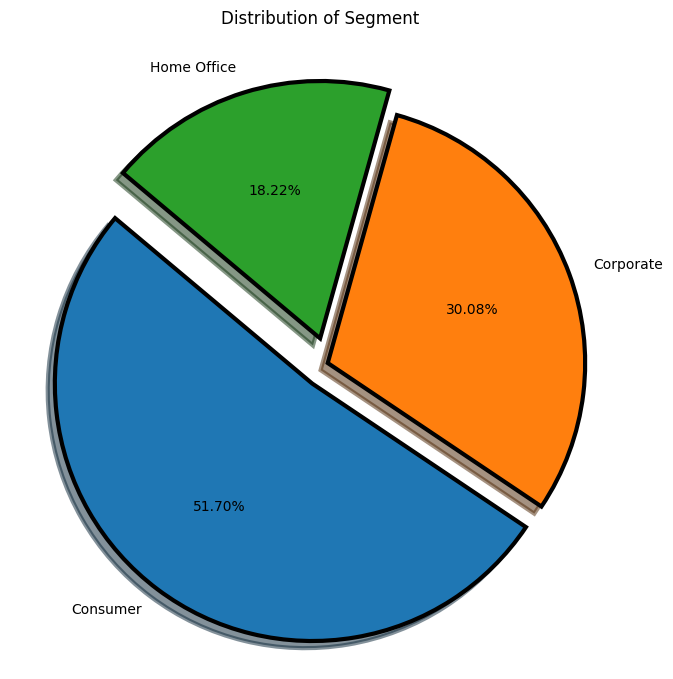 Distribution of Segment
Home Office
18.22%
Corporate
30.08%
51.70%
Consumer